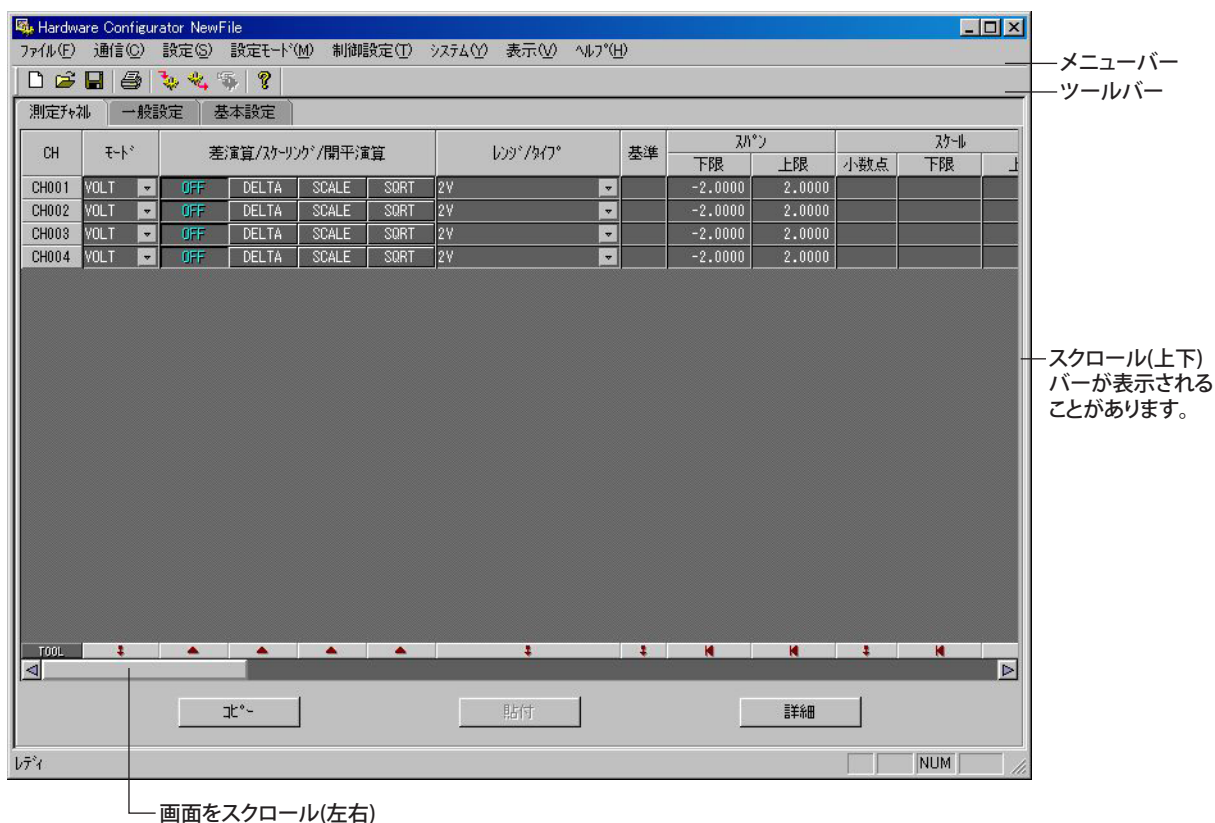 Hardware Configurator NewFile
ﾌｧｲﾙ(F) 通信(C) 設定(S) 設定ﾓｰﾄﾞ(M) 制御設定(T) ｼｽﾃﾑ(Y) 表示(V) ﾍﾙﾌﾟ(H)
メニューバー
ツールバー
測定ﾁｬﾈﾙ 一般設定 基本設定
CH ﾓｰﾄﾞ 差演算/ｽｹｰﾘﾝｸﾞ/開平演算 ﾚﾝｼﾞ/ﾀｲﾌﾟ 基準 ｽﾊﾟﾝ ｽｹｰﾙ
下限 上限 小数点 下限 上
CH001 VOLT OFF DELTA SCALE SQRT 2V -2.0000 2.0000
CH002 VOLT OFF DELTA SCALE SQRT 2V -2.0000 2.0000
CH003 VOLT OFF DELTA SCALE SQRT 2V -2.0000 2.0000
CH004 VOLT OFF DELTA SCALE SQRT 2V -2.0000 2.0000
スクロール(上下)
バーが表示される
ことがあります。
TOOL
ｺﾋﾟｰ 貼付 詳細
ﾚﾃﾞｨ NUM
画面をスクロール(左右)